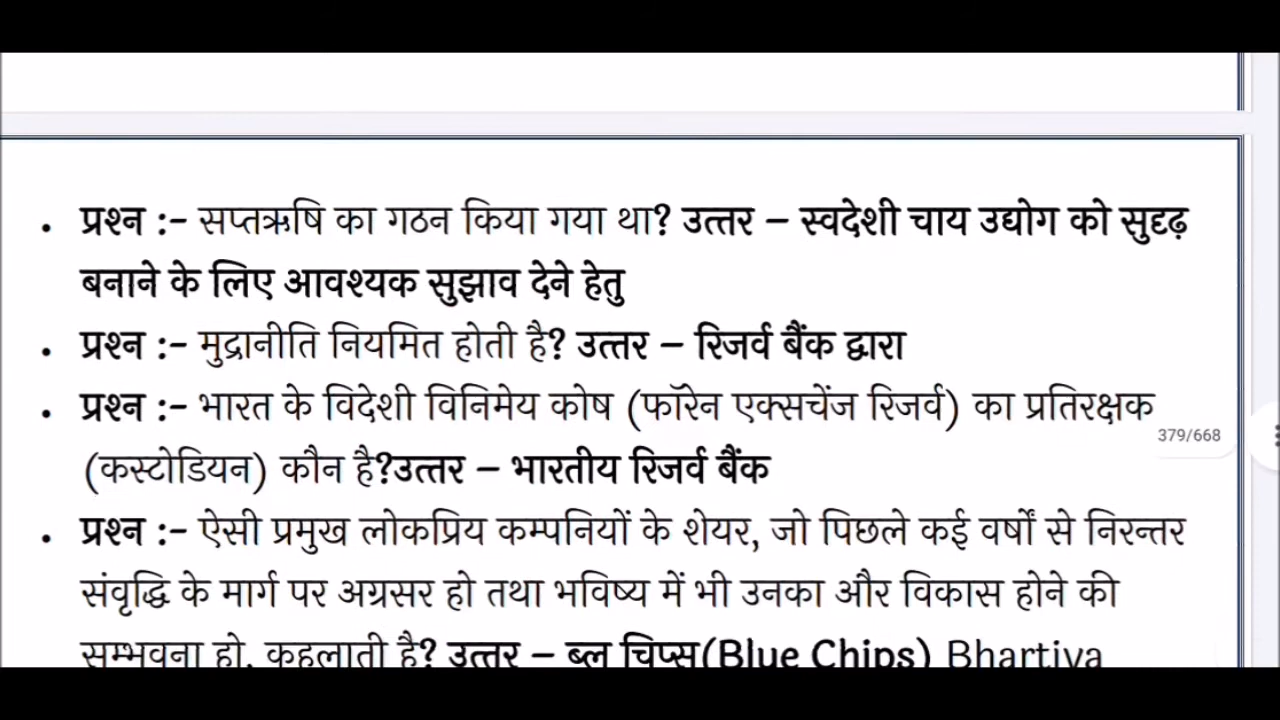 • प्रश्न :- सप्तऋषि का गठन किया गया था? उत्तर – स्वदेशी चाय उद्योग को सुदृढ़
बनाने के लिए आवश्यक सुझाव देने हेतु
• प्रश्न :- मुद्रानीति नियमित होती है? उत्तर – रिजर्व बैंक द्वारा
• प्रश्न :- भारत के विदेशी विनिमेय कोष (फॉरेन एक्सचेंज रिजर्व) का प्रतिरक्षक
379/668
(कस्टोडियन) कौन है?उत्तर – भारतीय रिजर्व बैंक
• प्रश्न :- ऐसी प्रमुख लोकप्रिय कम्पनियों के शेयर, जो पिछले कई वर्षों से निरन्तर
संवृद्धि के मार्ग पर अग्रसर हो तथा भविष्य में भी उनका और विकास होने की
सम्भवना हो, कहलाती है? उत्तर – ब्लू चिप्स(Blue Chips) Bhartiya